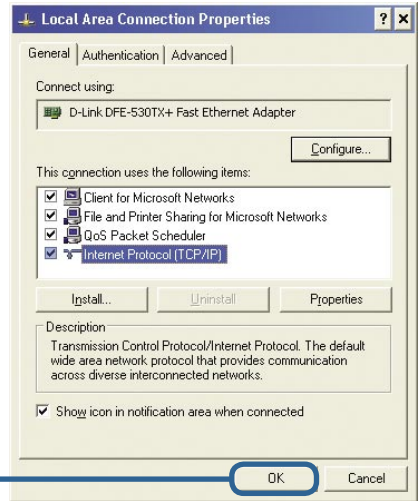 Local Area Connection Properties
General Authentication Advanced
Connect using:
D-Link DFE-530TX+ Fast Ethernet Adapter
Configure...
This connection uses the following items:
Client for Microsoft Networks
File and Printer Sharing for Microsoft Networks
QoS Packet Scheduler
Internet Protocol (TCP/IP)
Install... Uninstall Properties
Description
Transmission Control Protocol/Internet Protocol. The default
wide area network protocol that provides communication
across diverse interconnected networks.
Show icon in notification area when connected
OK Cancel